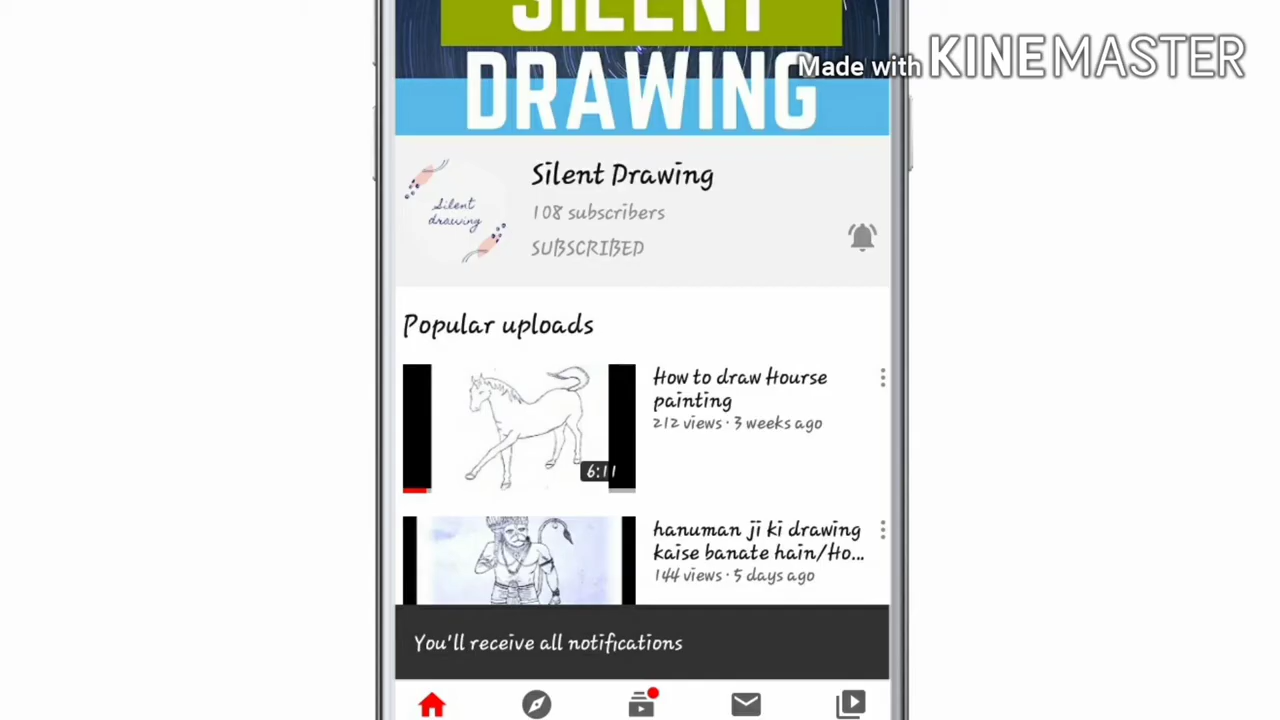 SILENT
Made with KINEMASTER
DRAWING
Silent Drawing
108 subscribers
SUBSCRIBED
Silent
drawing
Popular uploads
How to draw Hourse
painting
212 views · 3 weeks ago
6:11
hanuman ji ki drawing
kaise banate hain/Ho...
144 views · 5 days ago
You'll receive all notifications